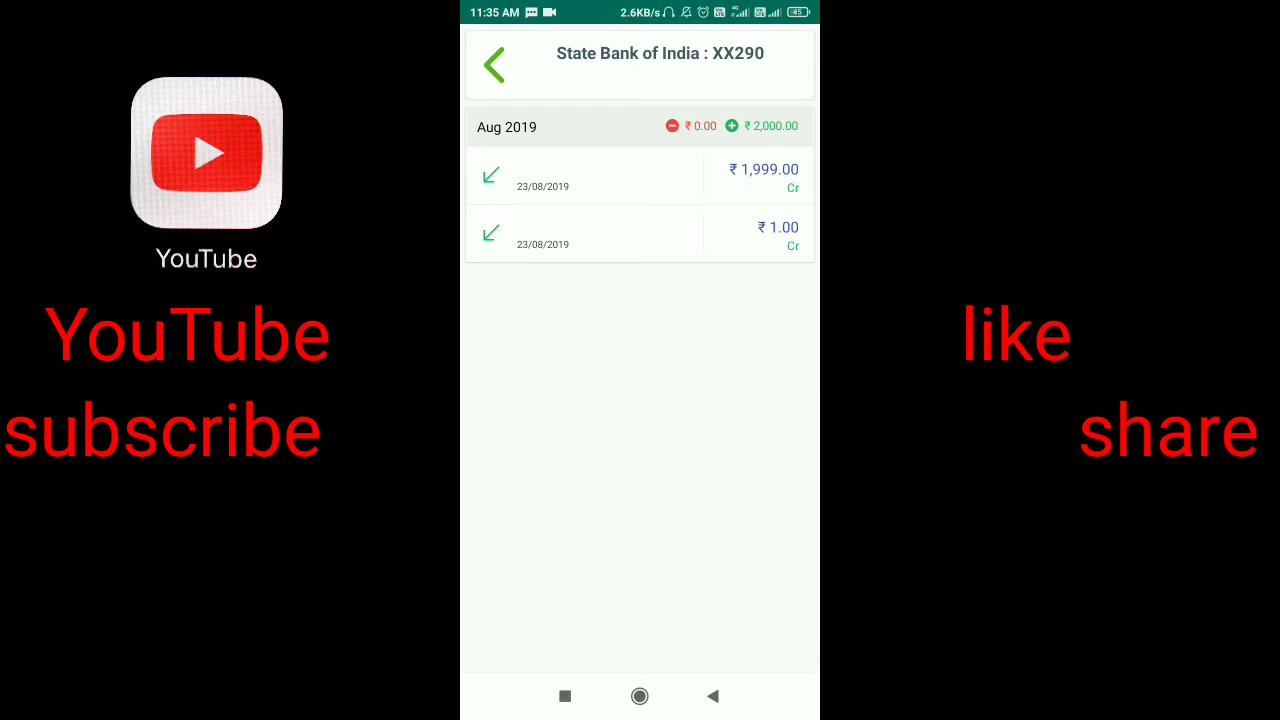 11:35 AM 2.6KB/s 4G 45
State Bank of India : XX290
Aug 2019 ₹ 0.00 ₹ 2,000.00
₹ 1,999.00
23/08/2019 Cr
₹ 1.00
23/08/2019 Cr
YouTube
YouTube
subscribe
like
share